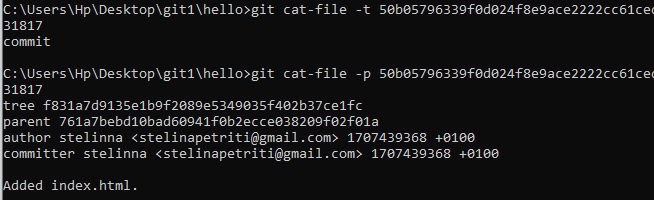 C:\Users\Hp\Desktop\git1\hello>git cat-file -t 50b05796339f0d024f8e9ace2222cc61cec
31817
commit
C:\Users\Hp\Desktop\git1\hello>git cat-file -p 50b05796339f0d024f8e9ace2222cc61cec
31817
tree f831a7d9135e1b9f2089e5349035f402b37ce1fc
parent 761a7bebd10bad60941f0b2ecce038209f02f01a
author stelinna <stelinapetriti@gmail.com> 1707439368 +0100
committer stelinna <stelinapetriti@gmail.com> 1707439368 +0100
Added index.html.